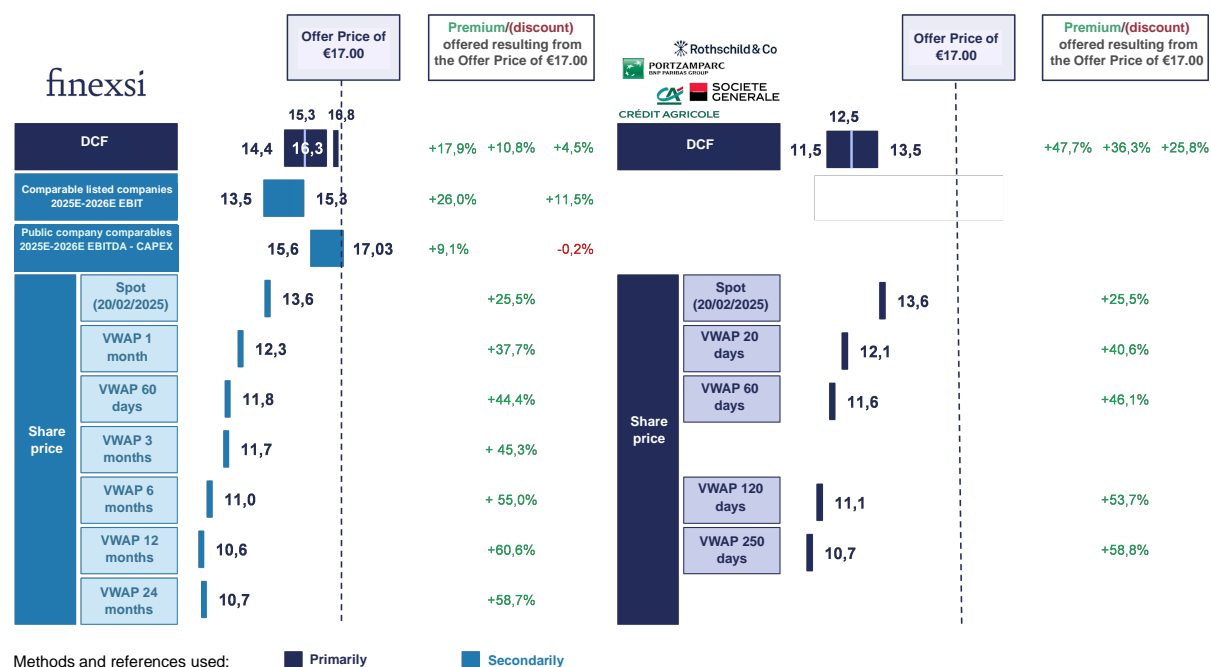 finexsi
Offer Price of
€17.00
Premium/(discount)
offered resulting from
the Offer Price of €17.00
DCF
14,4
15,3
16,3
16,8
+17,9%
+10,8%
+4,5%
Comparable listed companies
2025E-2026E EBIT
13,5
15,3
+26,0%
+11,5%
Public company comparables
2025E-2026E EBITDA - CAPEX
15,6
17,03
+9,1%
-0,2%
Share
price
Spot
(20/02/2025)
13,6
+25,5%
VWAP 1
month
12,3
+37,7%
VWAP 60
days
11,8
+44,4%
VWAP 3
months
11,7
+ 45,3%
VWAP 6
months
11,0
+ 55,0%
VWAP 12
months
10,6
+60,6%
VWAP 24
months
10,7
+58,7%
Rothschild & Co
PORTZAMPARC
BNP PARIBAS GROUP
CA
SOCIETE
GENERALE
CRÉDIT AGRICOLE
Offer Price of
€17.00
Premium/(discount)
offered resulting from
the Offer Price of €17.00
DCF
11,5
12,5
13,5
+47,7%
+36,3%
+25,8%
Share
price
Spot
(20/02/2025)
13,6
+25,5%
VWAP 20
days
12,1
+40,6%
VWAP 60
days
11,6
+46,1%
VWAP 120
days
11,1
+53,7%
VWAP 250
days
10,7
+58,8%
Methods and references used:
Primarily
Secondarily